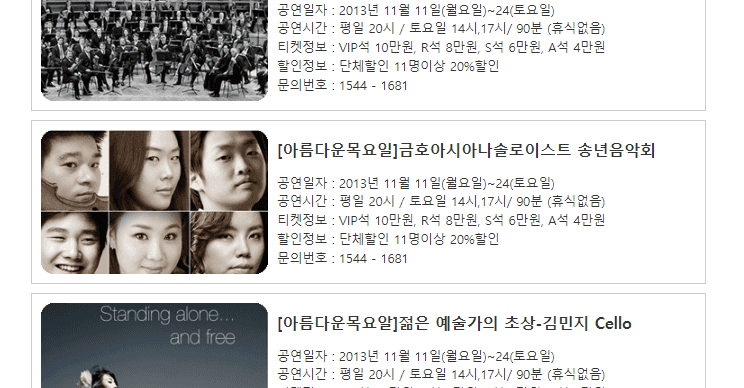 공연일자 : 2013년 11월 11일(월요일)~24(토요일)
공연시간 : 평일 20시 / 토요일 14시,17시/ 90분 (휴식없음)
티켓정보 : VIP석 10만원, R석 8만원, S석 6만원, A석 4만원
할인정보 : 단체할인 11명이상 20%할인
문의번호 : 1544 - 1681
[아름다운목요일]금호아시아나솔로이스트 송년음악회
공연일자 : 2013년 11월 11일(월요일)~24(토요일)
공연시간 : 평일 20시 / 토요일 14시,17시/ 90분 (휴식없음)
티켓정보 : VIP석 10만원, R석 8만원, S석 6만원, A석 4만원
할인정보 : 단체할인 11명이상 20%할인
문의번호 : 1544 - 1681
Standing alone...
and free
[아름다운목요알]젊은 예술가의 초상-김민지 Cello
공연일자 : 2013년 11월 11일(월요일)~24(토요일)
공연시간 : 평일 20시 / 토요일 14시,17시/ 90분 (휴식없음)